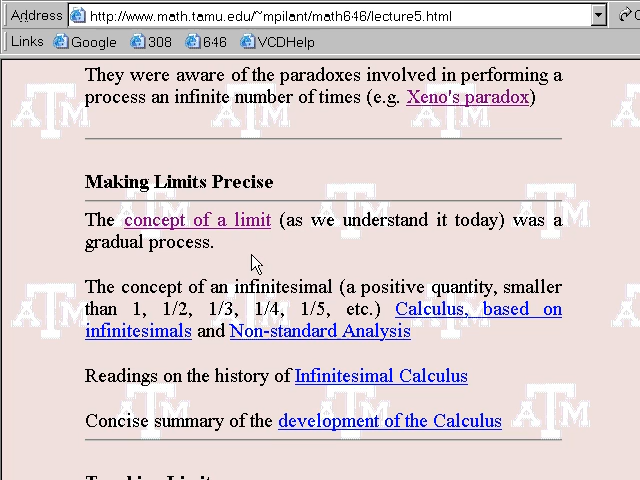 Address http://www.math.tamu.edu/~mpilant/math646/lecture5.html
Links Google 308 646 VCDHelp
They were aware of the paradoxes involved in performing a
process an infinite number of times (e.g. Xeno's paradox)
Making Limits Precise
The concept of a limit (as we understand it today) was a
gradual process.
The concept of an infinitesimal (a positive quantity, smaller
than 1, 1/2, 1/3, 1/4, 1/5, etc.) Calculus, based on
infinitesimals and Non-standard Analysis
Readings on the history of Infinitesimal Calculus
Concise summary of the development of the Calculus